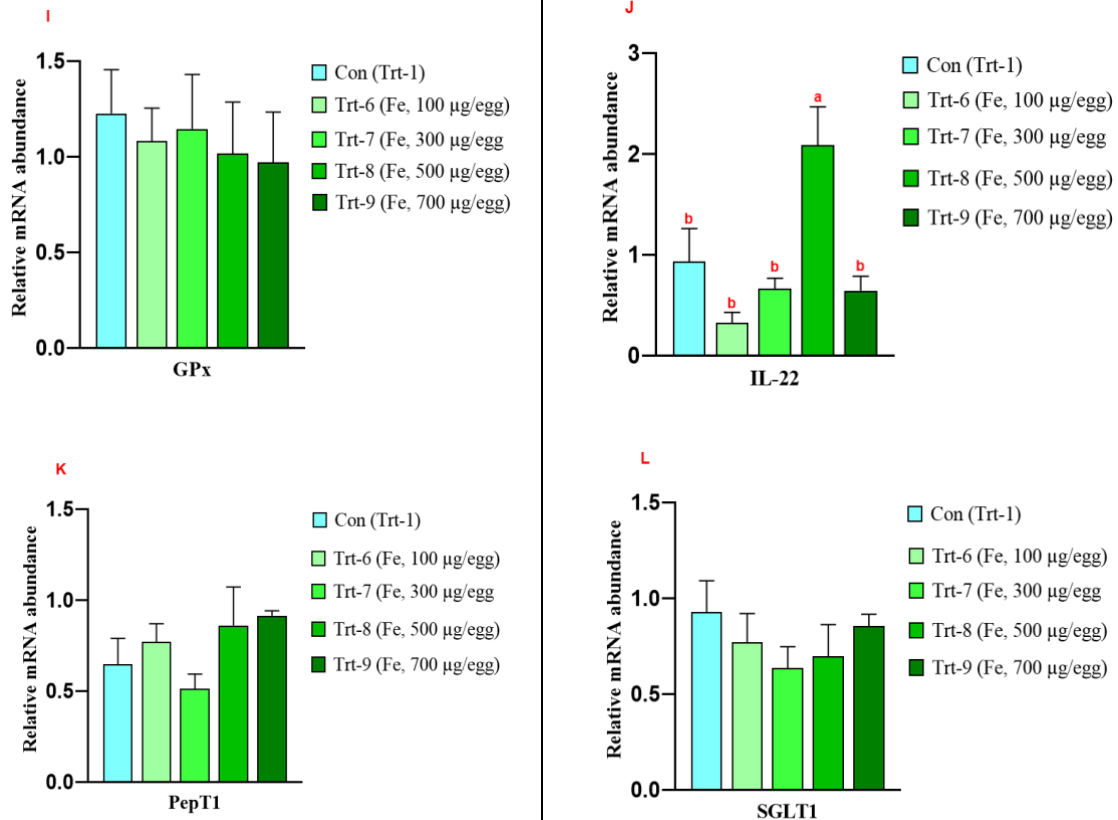 I
Relative mRNA abundance
1.5
1.0
0.5
0.0
GPx
Con (Trt-1)
Trt-6 (Fe, 100 µg/egg)
Trt-7 (Fe, 300 µg/egg
Trt-8 (Fe, 500 µg/egg)
Trt-9 (Fe, 700 µg/egg)
J
Relative mRNA abundance
3
2
1
0
b
b
b
a
b
IL-22
Con (Trt-1)
Trt-6 (Fe, 100 µg/egg)
Trt-7 (Fe, 300 µg/egg
Trt-8 (Fe, 500 µg/egg)
Trt-9 (Fe, 700 µg/egg)
K
Relative mRNA abundance
1.5
1.0
0.5
0.0
PepT1
Con (Trt-1)
Trt-6 (Fe, 100 µg/egg)
Trt-7 (Fe, 300 µg/egg
Trt-8 (Fe, 500 µg/egg)
Trt-9 (Fe, 700 µg/egg)
L
Relative mRNA abundance
1.5
1.0
0.5
0.0
SGLT1
Con (Trt-1)
Trt-6 (Fe, 100 µg/egg)
Trt-7 (Fe, 300 µg/egg
Trt-8 (Fe, 500 µg/egg)
Trt-9 (Fe, 700 µg/egg)